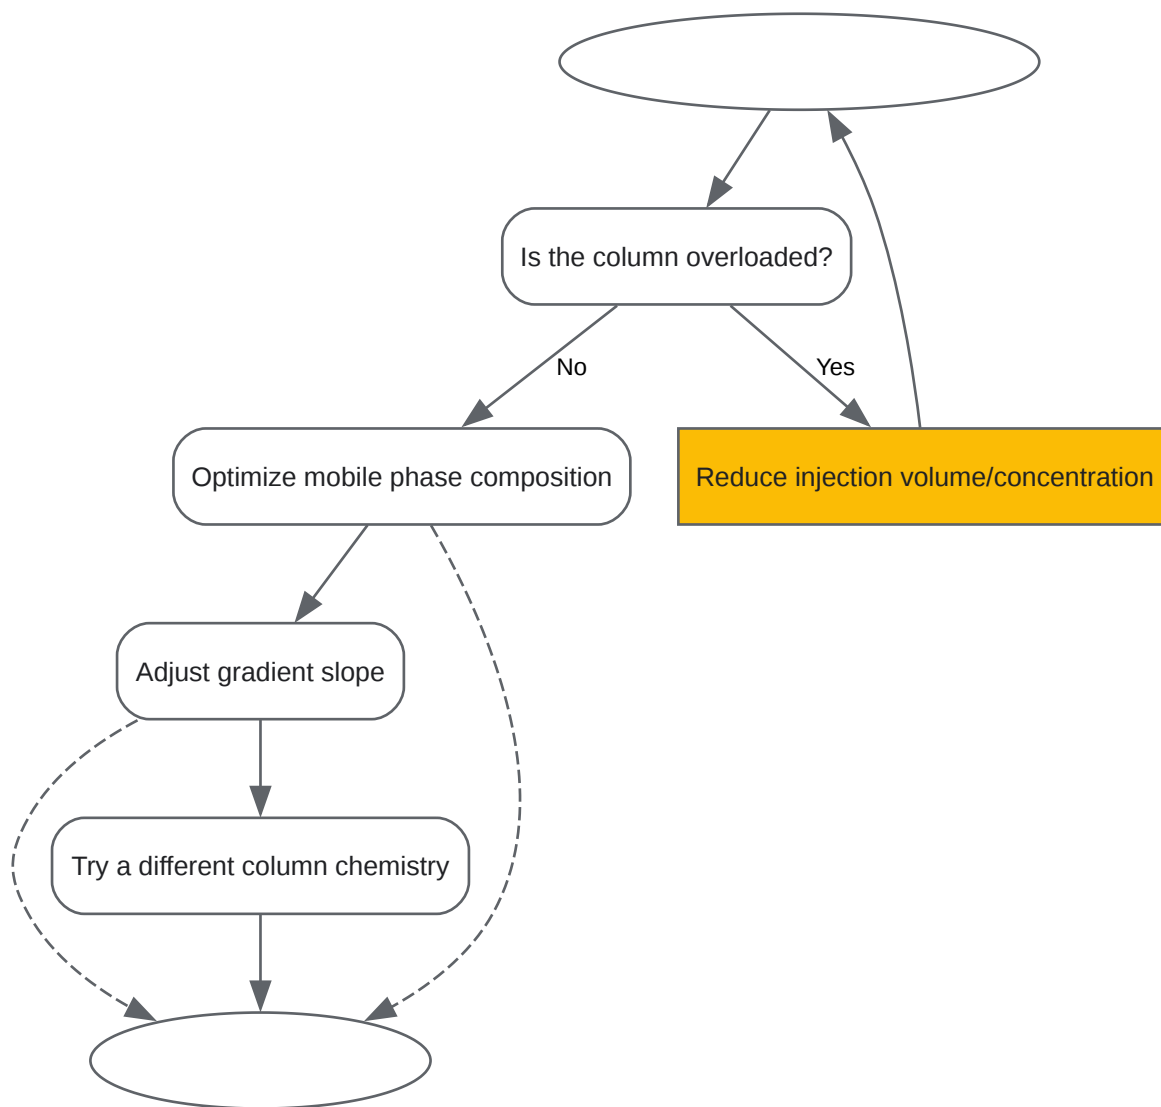 Is the column overloaded?
No
Yes
Optimize mobile phase composition
Reduce injection volume/concentration
Adjust gradient slope
Try a different column chemistry